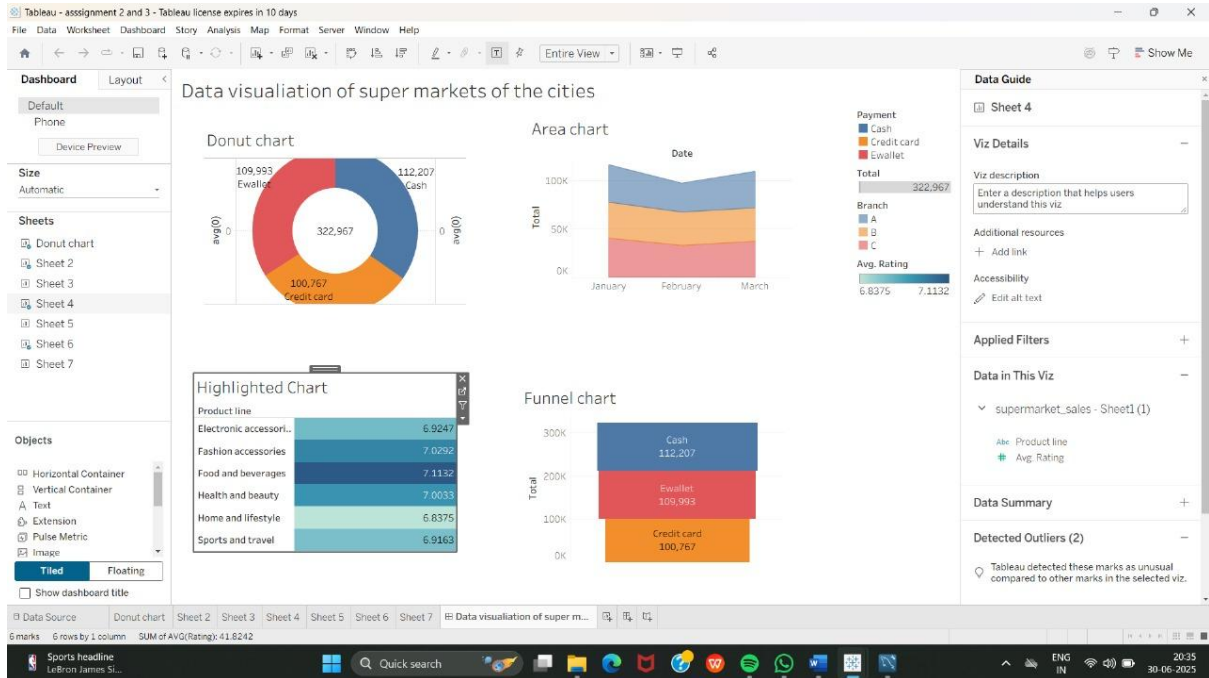 Tableau - asssignment 2 and 3 - Tableau license expires in 10 days
File Data Worksheet Dashboard Story Analysis Map Format Server Window Help
Entire View
Show Me
Dashboard Layout
Default
Phone
Device Preview
Size
Automatic
Sheets
Donut chart
Sheet 2
Sheet 3
Sheet 4
Sheet 5
Sheet 6
Sheet 7
Objects
Horizontal Container
Vertical Container
A Text
Extension
Pulse Metric
Image
Tiled Floating
Show dashboard title
Data visualiation of super markets of the cities
Donut chart
109,993
Ewallet
112,207
Cash
avg(0)
0
322,967
0
avg(0)
100,767
Credit card
Area chart
Date
Total
100K
50K
0K
January February March
Payment
Cash
Credit card
Ewallet
Total
322,967
Branch
A
B
C
Avg. Rating
6.8375 7.1132
Highlighted Chart
Product line
Electronic accessori.. 6.9247
Fashion accessories 7.0292
Food and beverages 7.1132
Health and beauty 7.0033
Home and lifestyle 6.8375
Sports and travel 6.9163
Funnel chart
Total
300K
200K
100K
0K
Cash
112,207
Ewallet
109,993
Credit card
100,767
Data Guide
Sheet 4
Viz Details
Viz description
Enter a description that helps users
understand this viz
Additional resources
+ Add link
Accessibility
Edit alt text
Applied Filters
Data in This Viz
supermarket_sales - Sheet1 (1)
Abc Product line
# Avg. Rating
Data Summary
Detected Outliers (2)
Tableau detected these marks as unusual
compared to other marks in the selected viz.
Data Source Donut chart Sheet 2 Sheet 3 Sheet 4 Sheet 5 Sheet 6 Sheet 7 Data visualiation of super m...
6 marks 6 rows by 1 column SUM of AVG(Rating): 41.8242
Sports headline
LeBron James Si...
Quick search
ENG
IN
20:35
30-06-2025